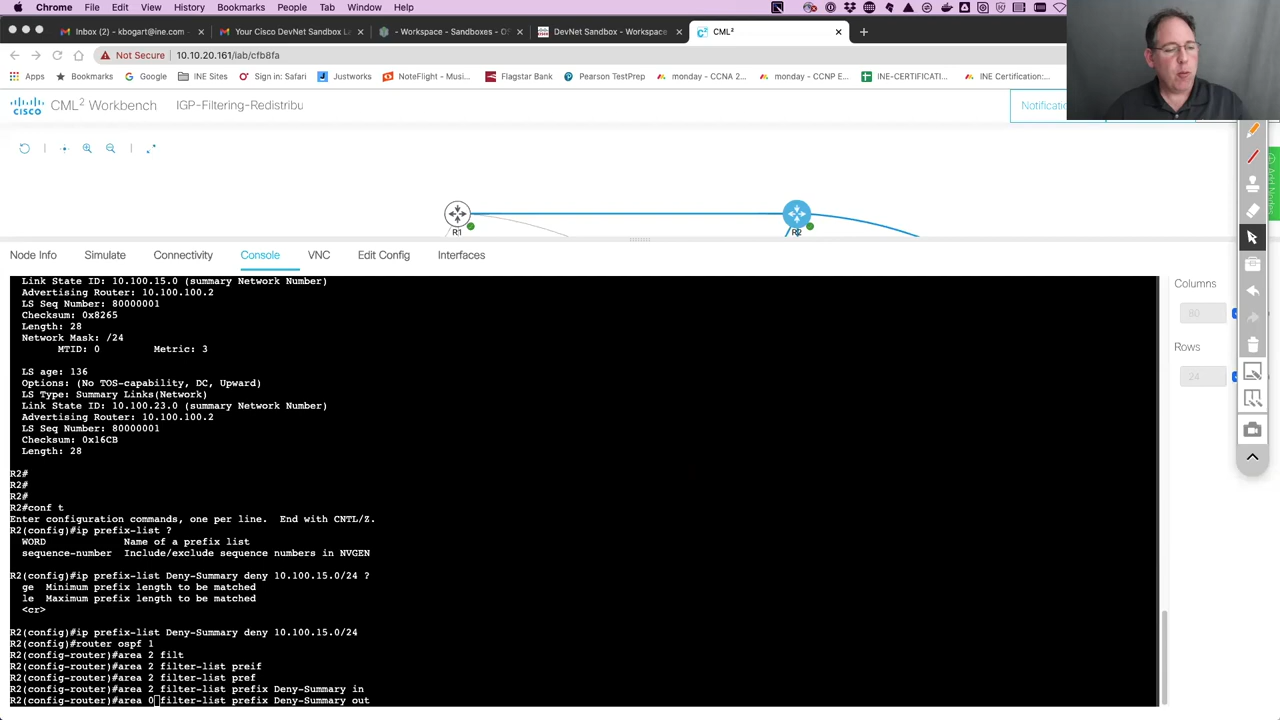 Chrome File Edit View History Bookmarks People Tab Window Help
Inbox (12) - kbogart@ine.com -
Your Cisco DevNet Sandbox L
- Workspace - Sandboxes - O
DevNet Sandbox - Workspace
CML²
Not Secure 10.10.20.161/lab/cfb8fa
Apps Bookmarks Google INE Sites Sign in: Safari Justworks NoteFlight - Musi... Flagstar Bank Pearson TestPrep monday - CCNA 2... monday - CCNP E... INE-CERTIFICATI... INE Certification:...
CISCO CML² Workbench IGP-Filtering-Redistribu
Notificati
R1 R2
Add Nodes
Node Info Simulate Connectivity Console VNC Edit Config Interfaces
Link State ID: 10.100.15.0 (summary Network Number)
Advertising Router: 10.100.100.2
LS Seq Number: 80000001
Checksum: 0x8265
Length: 28
Network Mask: /24
MTID: 0 Metric: 3
LS age: 136
Options: (No TOS-capability, DC, Upward)
LS Type: Summary Links(Network)
Link State ID: 10.100.23.0 (summary Network Number)
Advertising Router: 10.100.100.2
LS Seq Number: 80000001
Checksum: 0x16CB
Length: 28
R2#
R2#
R2#
R2#conf t
Enter configuration commands, one per line. End with CNTL/Z.
R2(config)#ip prefix-list ?
WORD Name of a prefix list
sequence-number Include/exclude sequence numbers in NVGEN
R2(config)#ip prefix-list Deny-Summary deny 10.100.15.0/24 ?
ge Minimum prefix length to be matched
le Maximum prefix length to be matched
<cr>
R2(config)#ip prefix-list Deny-Summary deny 10.100.15.0/24
R2(config)#router ospf 1
R2(config-router)#area 2 filt
R2(config-router)#area 2 filter-list preif
R2(config-router)#area 2 filter-list pref
R2(config-router)#area 2 filter-list prefix Deny-Summary in
R2(config-router)#area 0 filter-list prefix Deny-Summary out
Columns
80
Rows
24